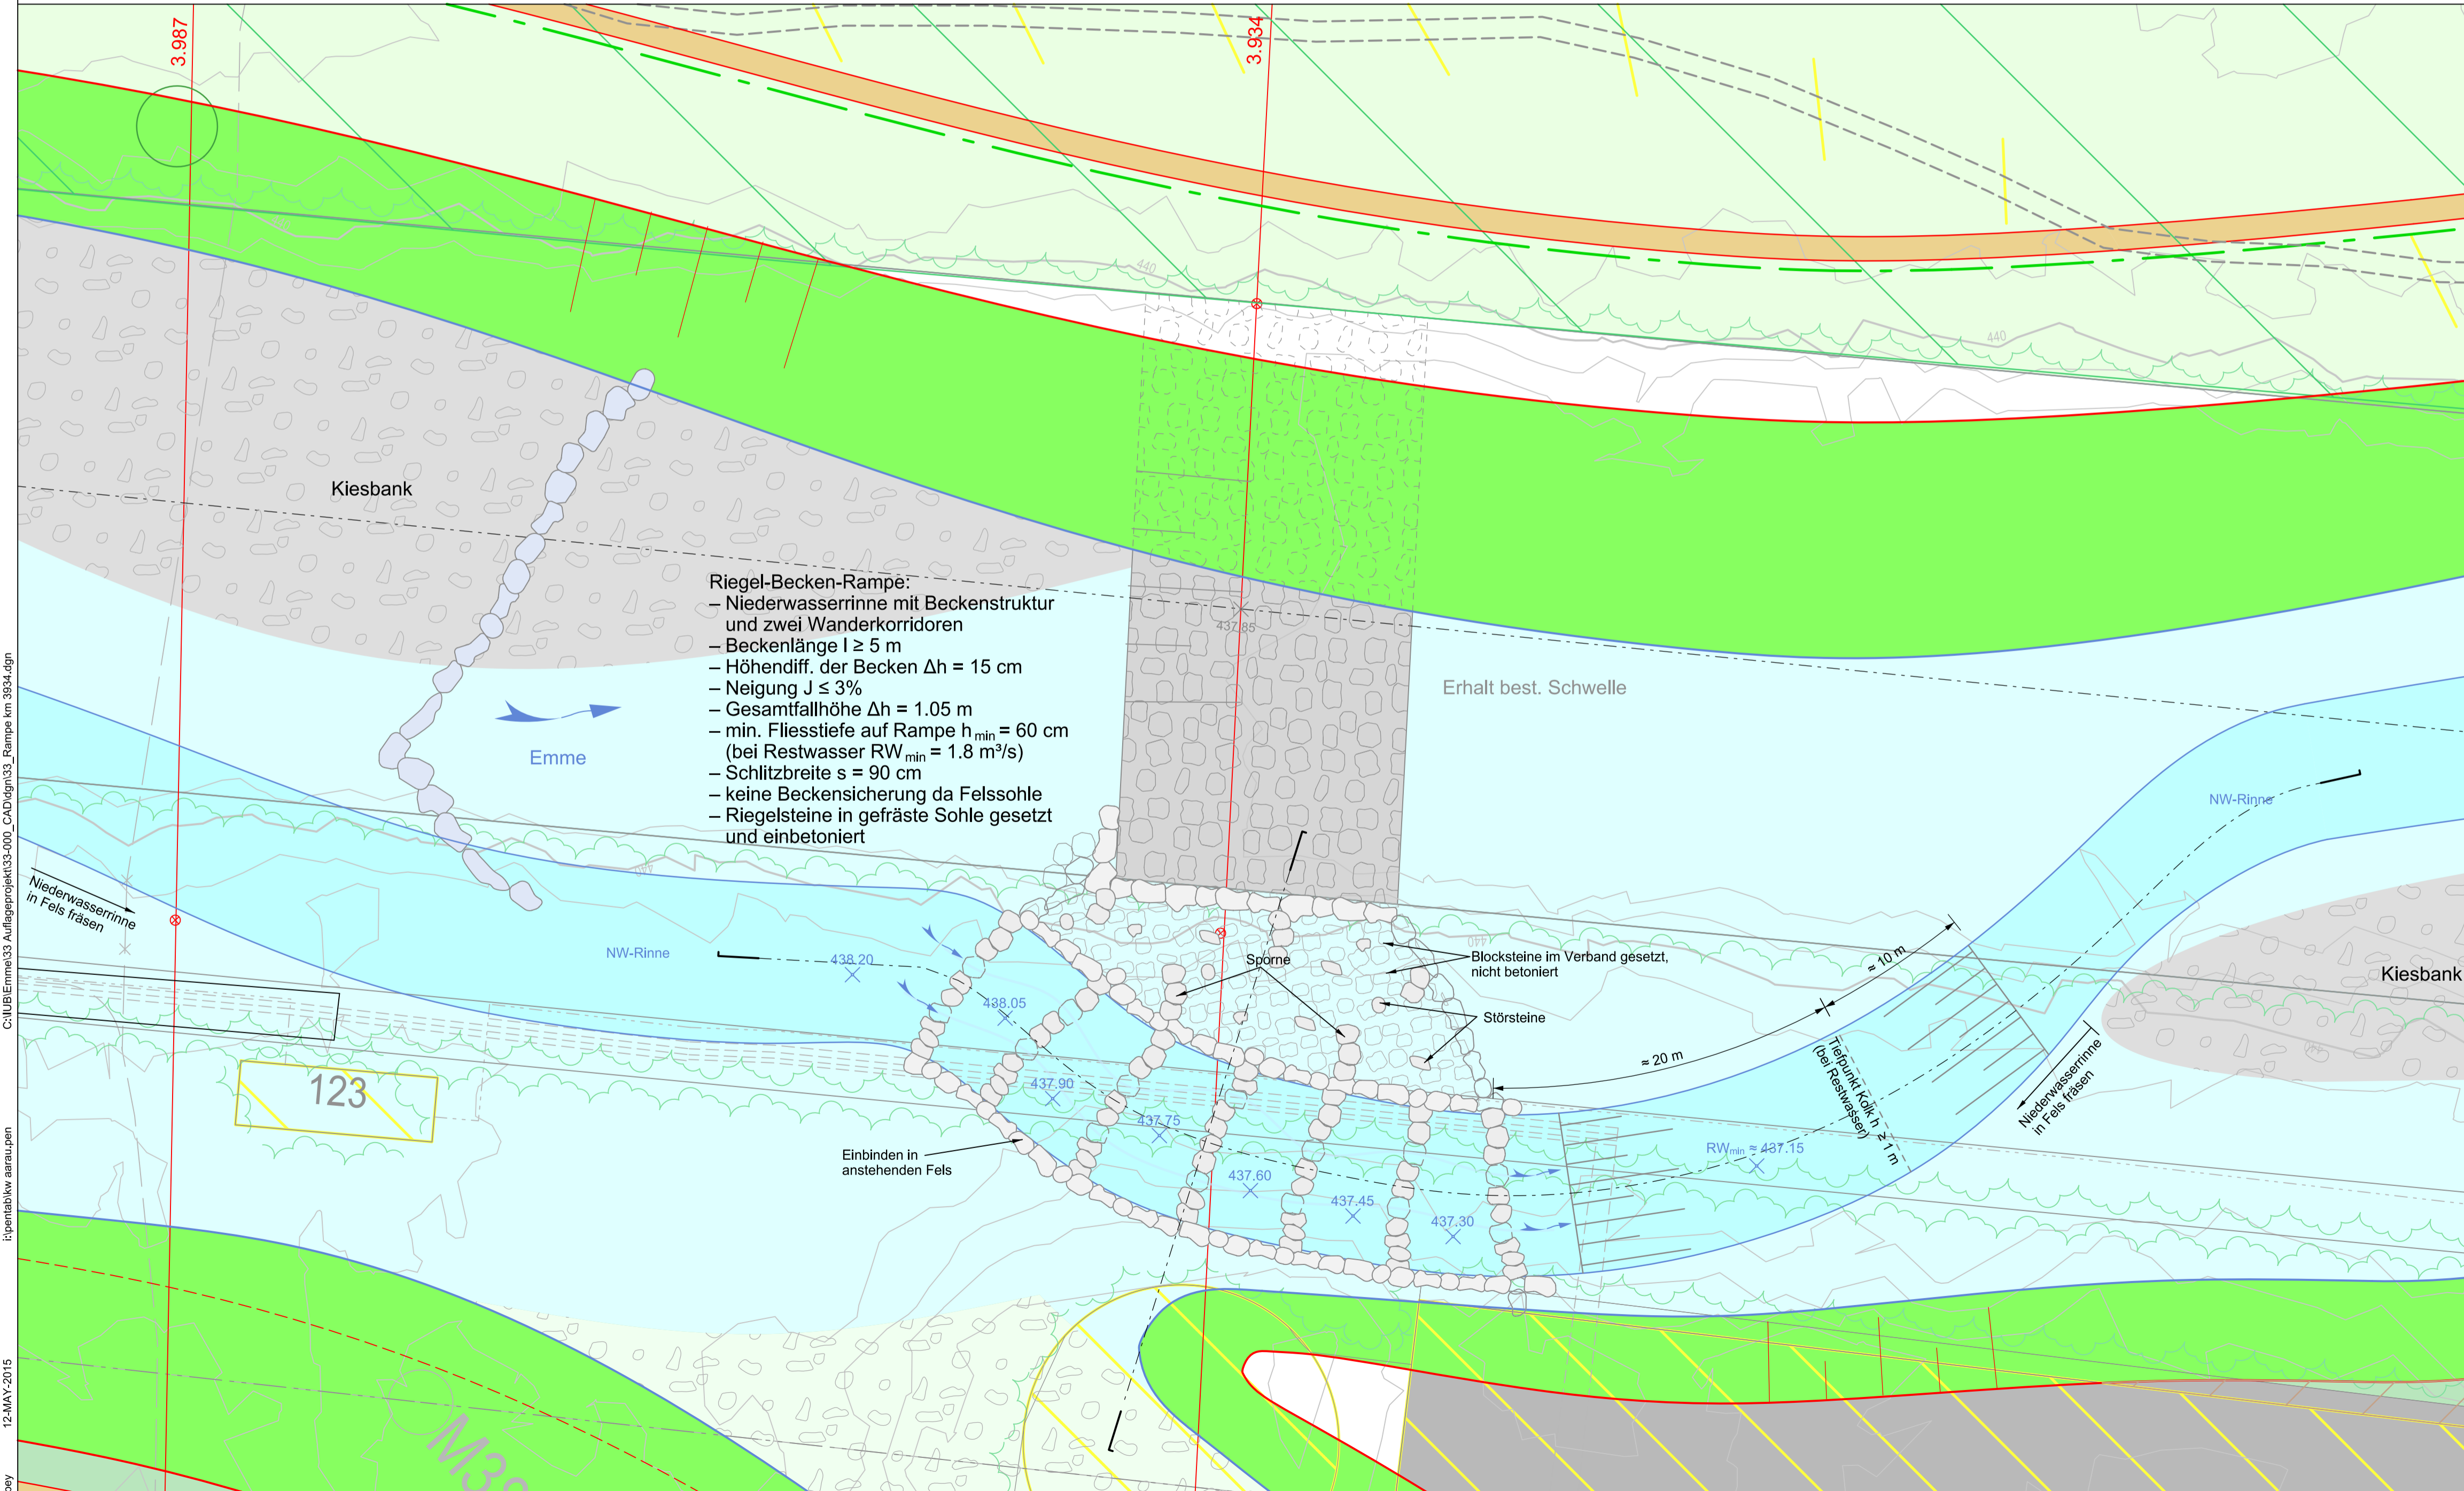 3.987
3.934
440
440
Kiesbank
437.85
Riegel-Becken-Rampe:
– Niederwasserrinne mit Beckenstruktur
und zwei Wanderkorridoren
– Beckenlänge l ≥ 5 m
– Höhendiff. der Becken Δh = 15 cm
– Neigung J ≤ 3%
– Gesamtfallhöhe Δh = 1.05 m
– min. Fliesstiefe auf Rampe hmin = 60 cm
(bei Restwasser RWmin = 1.8 m³/s)
– Schlitzbreite s = 90 cm
– keine Beckensicherung da Felssohle
– Riegelsteine in gefräste Sohle gesetzt
und einbetoniert
Emme
Erhalt best. Schwelle
NW-Rinne
440
Niederwasserrinne
in Fels fräsen
NW-Rinne
438.20
438.05
437.90
437.75
437.60
437.45
437.30
Sporne
440
Blocksteine im Verband gesetzt,
nicht betoniert
Störsteine
≈ 10 m
≈ 20 m
Kiesbank
Tiefpunkt Kolk h ≥ 1 m
(bei Restwasser)
Niederwasserrinne
in Fels fräsen
440
RWmin ≈ 437.15
Einbinden in
anstehenden Fels
123
C:\IUB\Emme\33 Auflageprojekt\33-000_CAD\dgn\33_Rampe km 3934.dgn
i:\pentab\kw aarau.pen
12-MAY-2015